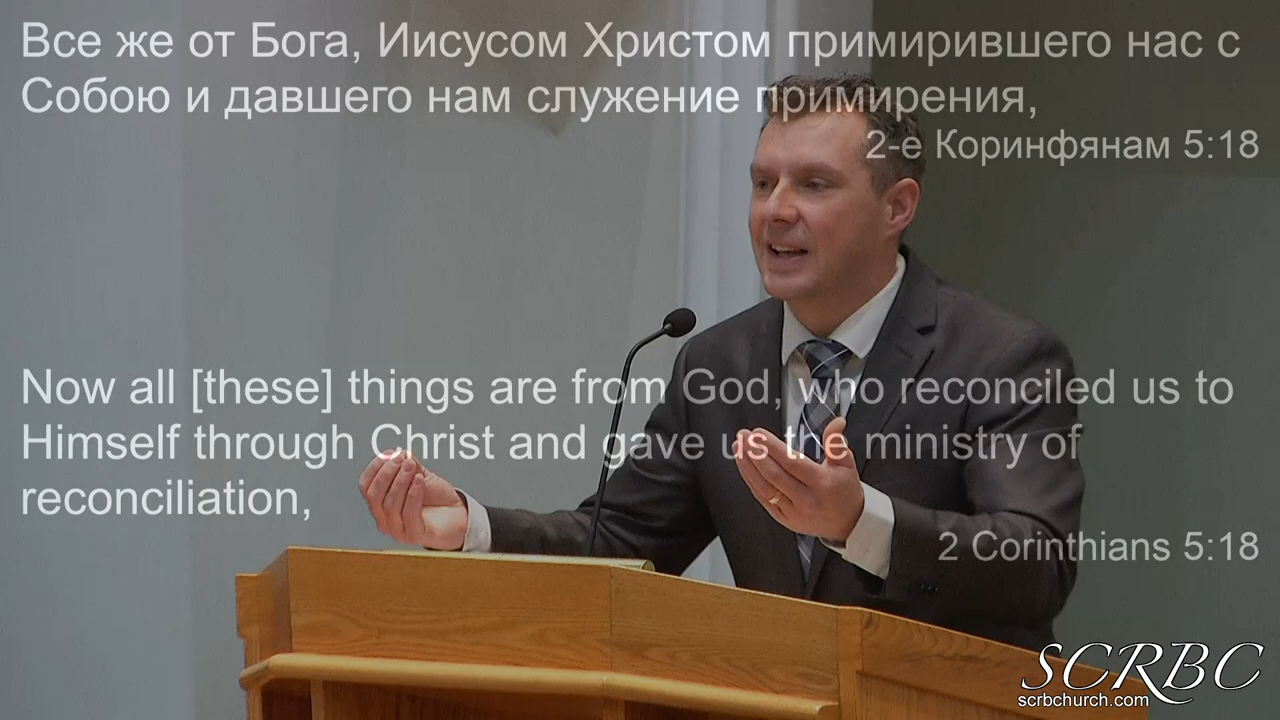 Все же от Бога, Иисусом Христом примирившего нас с
Собою и давшего нам служение примирения,
2-е Коринфянам 5:18
Now all [these] things are from God, who reconciled us to
Himself through Christ and gave us the ministry of
reconciliation,
2 Corinthians 5:18
SCRBC
scrbchurch.com